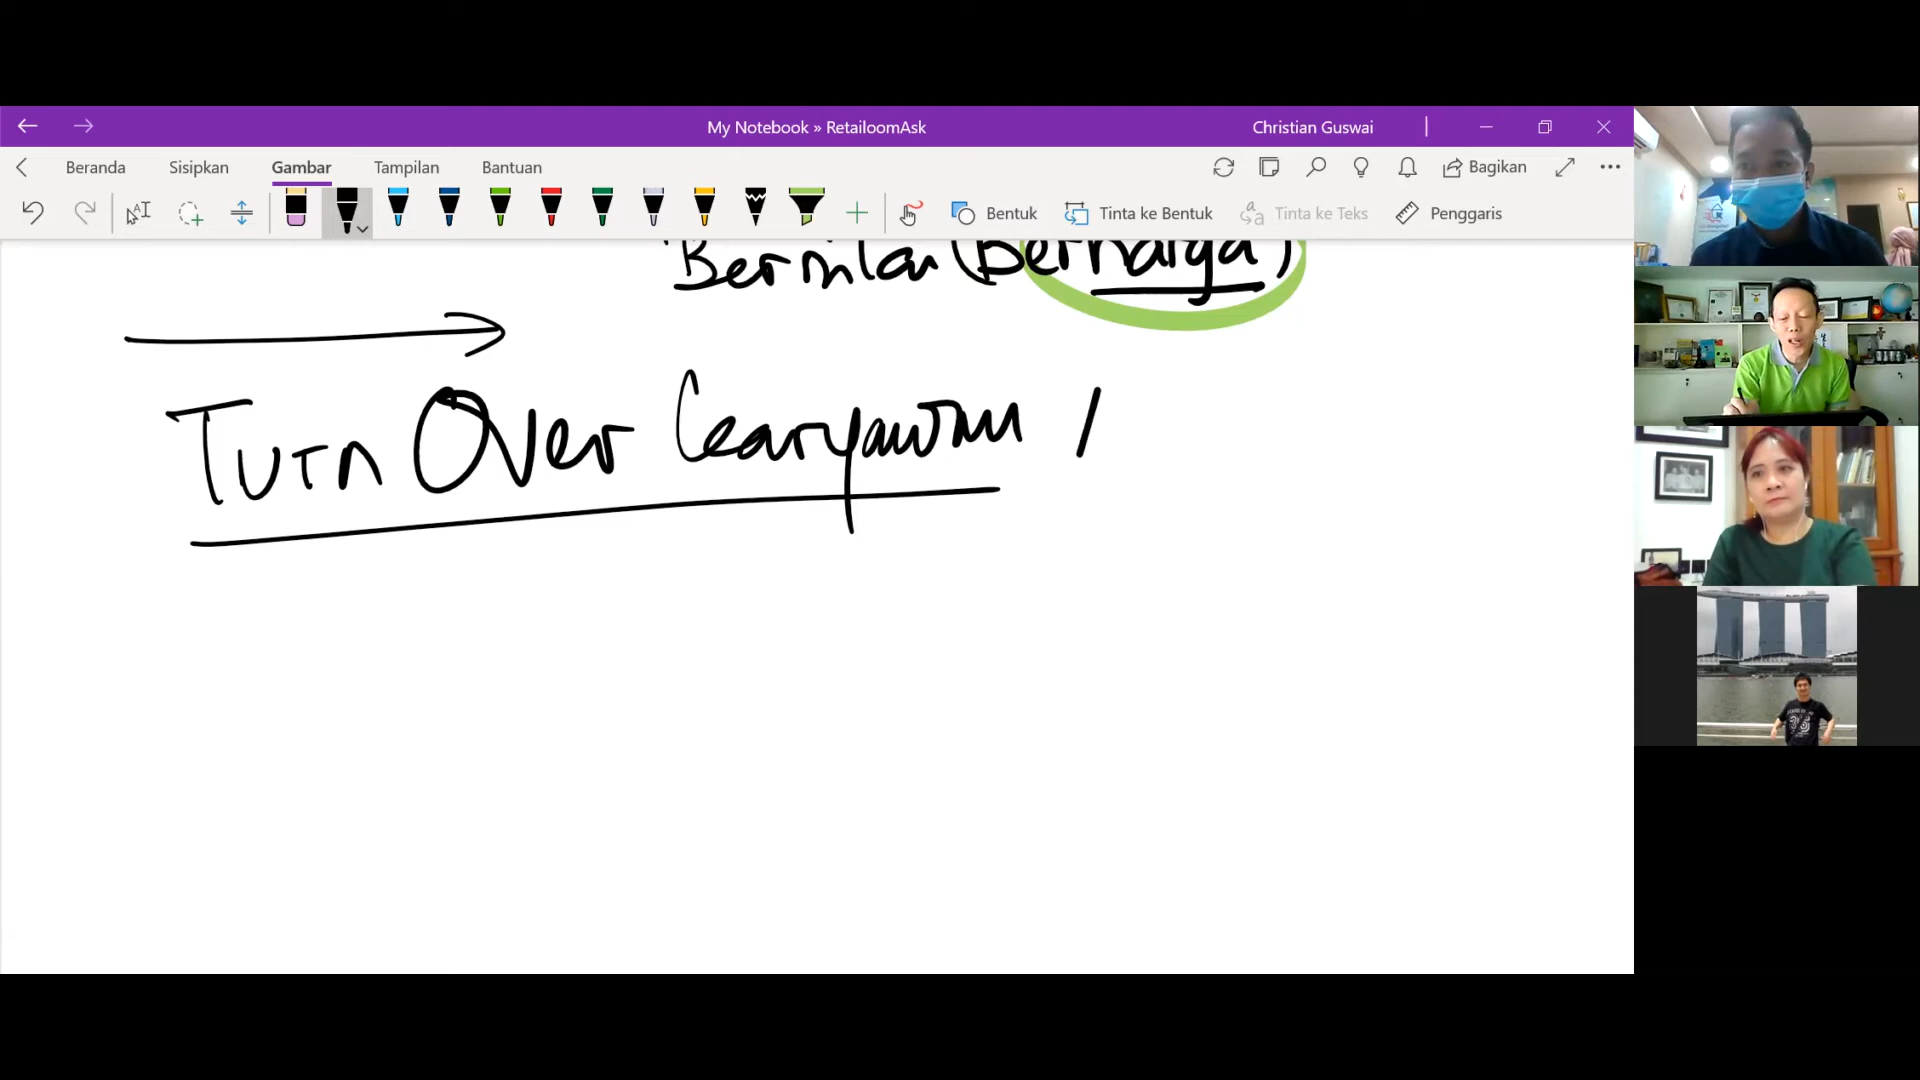 My Notebook » RetailoomAsk
Christian Guswai
Beranda Sisipkan Gambar Tampilan Bantuan
Bagikan
Bentuk Tinta ke Bentuk Tinta ke Teks Penggaris
Bernilai (Berharga)
Turn Over Karyawan /